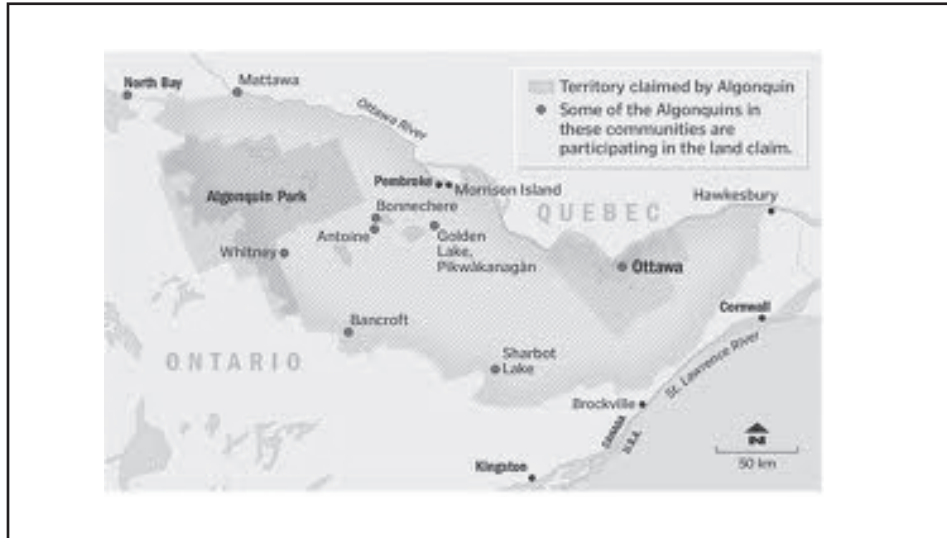 North Bay
Mattawa
Ottawa River
Territory claimed by Algonquin
Some of the Algonquins in
these communities are
participating in the land claim.
Pembroke
Morrison Island
Algonquin Park
Bonnechere
Antoine
Golden
Lake,
Pikwàkanagàn
QUEBEC
Hawkesbury
Whitney
Ottawa
Bancroft
Cornwall
ONTARIO
Sharbot
Lake
St. Lawrence River
Brockville
CANADA
U.S.A.
Kingston
N
50 km